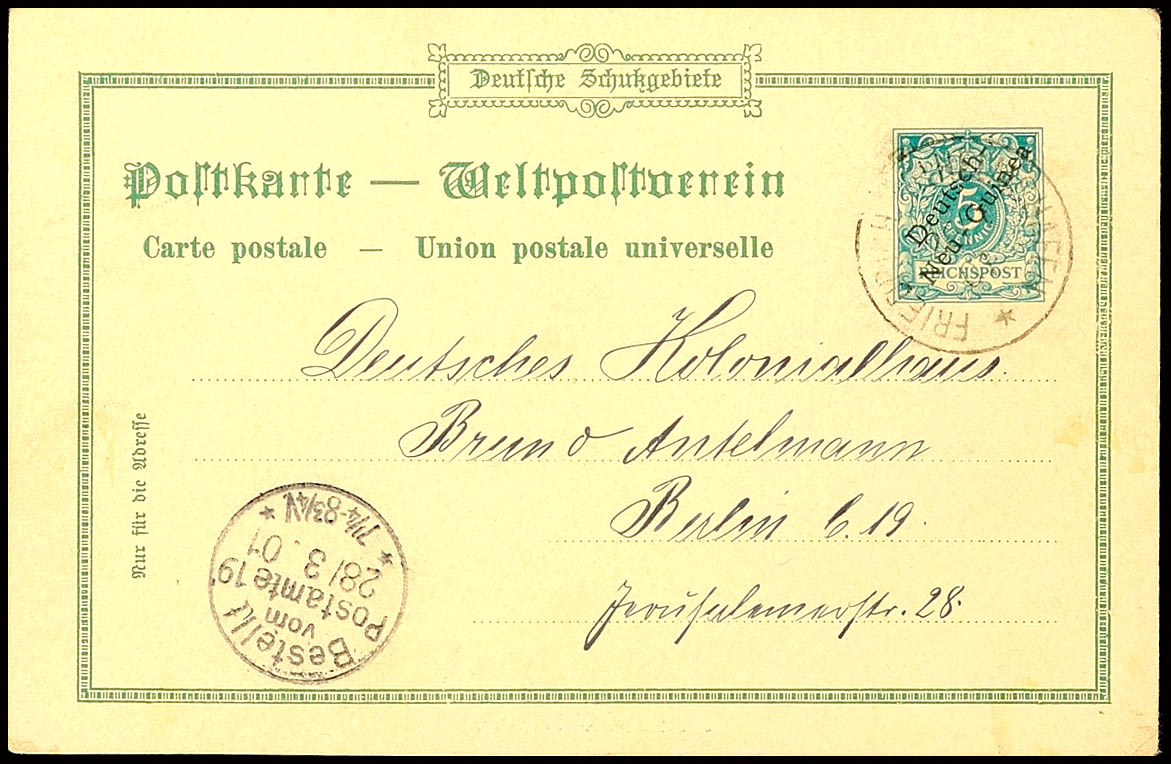 Deutsche Schutzgebiete
Postkarte — Weltpostverein
Carte postale — Union postale universelle
5
PFENNIG
REICHSPOST
Deutsch-
Neu-Guinea
Deutsches Kolonialhaus.
Bruno Antelmann
Berlin C. 19.
Jerusalemerstr. 28.
Nur für die Adresse
Bestellt
vom
Postamte 19
28/3. 01
7¼-8¾N